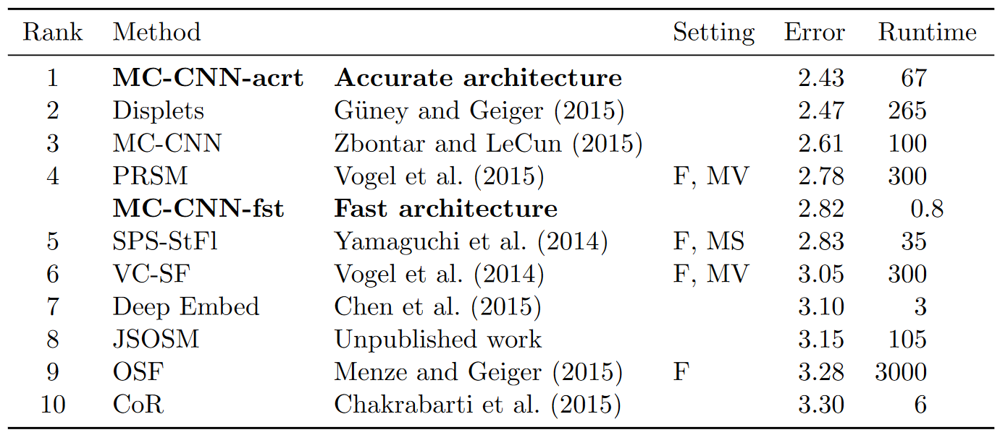 Rank Method Setting Error Runtime
1 MC-CNN-acrt Accurate architecture 2.43 67
2 Displets Güney and Geiger (2015) 2.47 265
3 MC-CNN Žbontar and LeCun (2015) 2.61 100
4 PRSM Vogel et al. (2015) F, MV 2.78 300
MC-CNN-fst Fast architecture 2.82 0.8
5 SPS-StFl Yamaguchi et al. (2014) F, MS 2.83 35
6 VC-SF Vogel et al. (2014) F, MV 3.05 300
7 Deep Embed Chen et al. (2015) 3.10 3
8 JSOSM Unpublished work 3.15 105
9 OSF Menze and Geiger (2015) F 3.28 3000
10 CoR Chakrabarti et al. (2015) 3.30 6